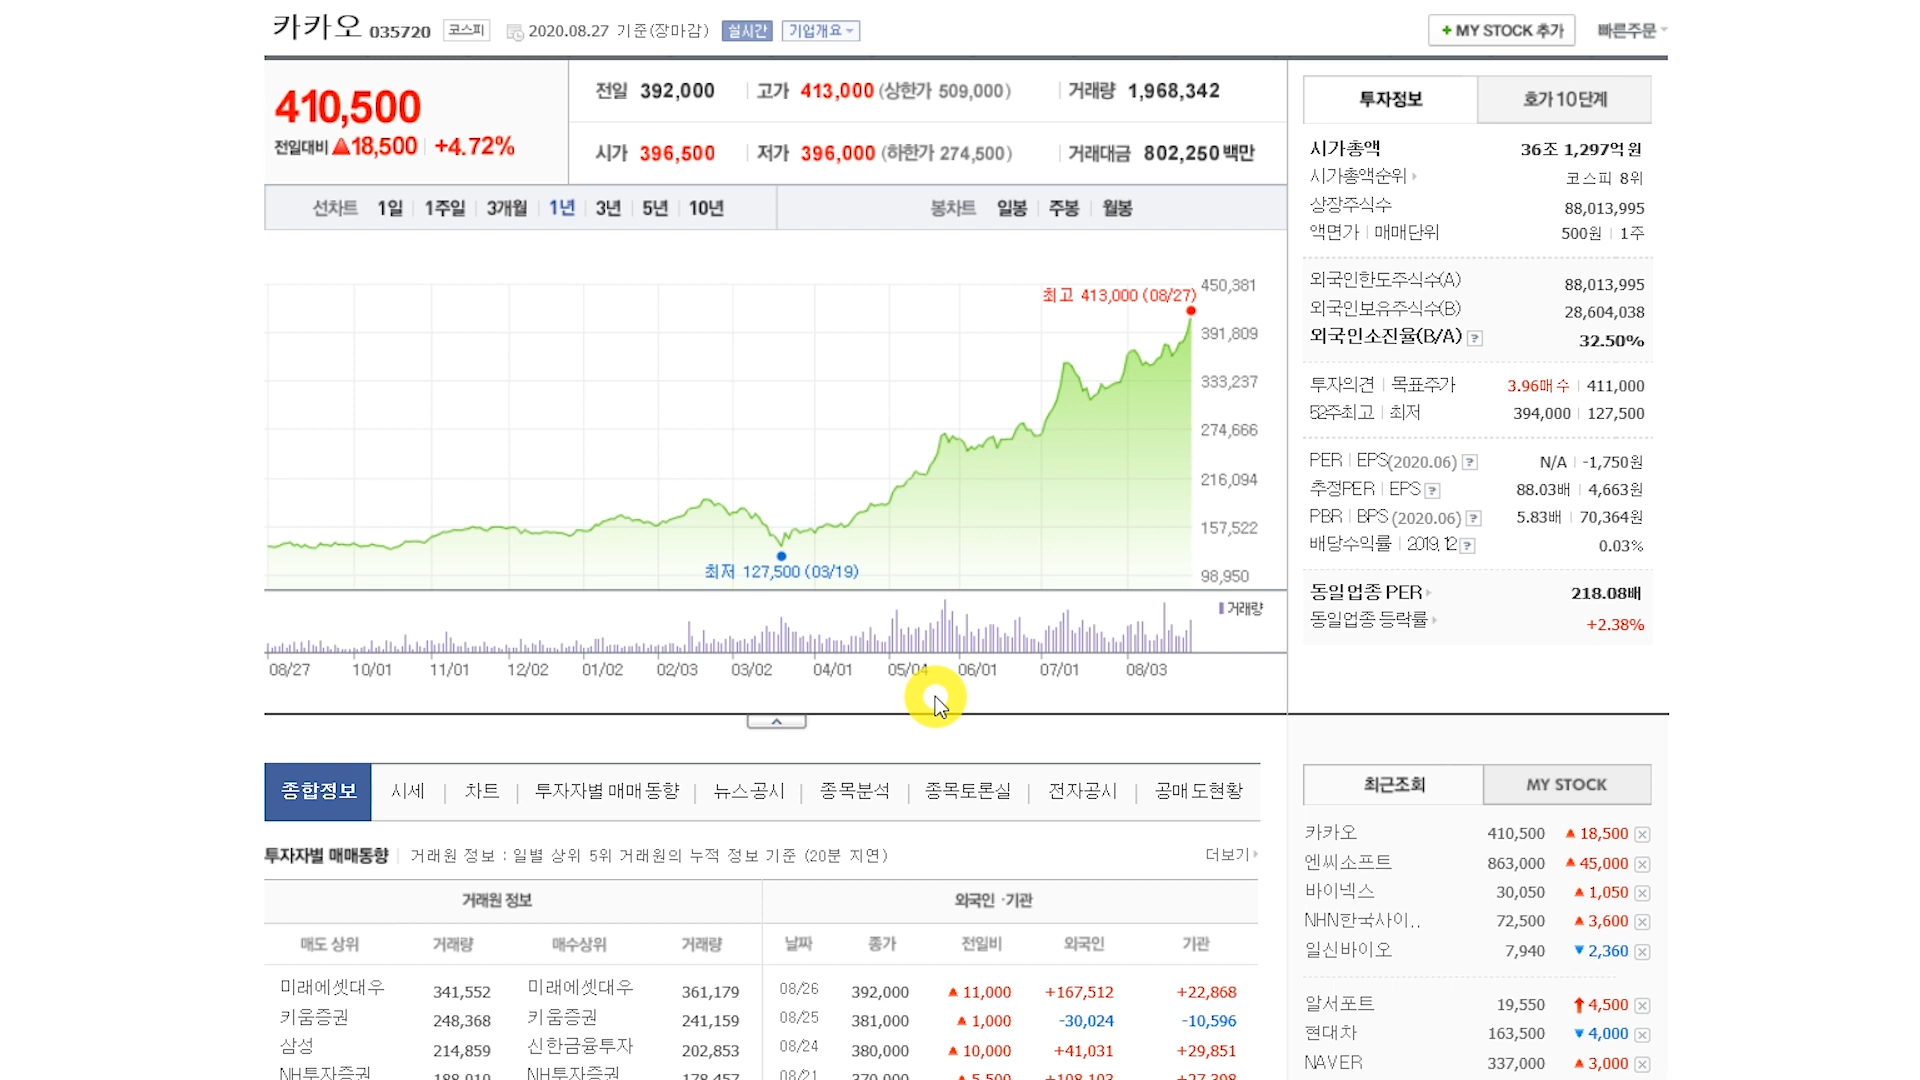 카카오 035720 코스피 2020.08.27 기준(장마감) 실시간 기업개요
+ MY STOCK 추가 빠른주문
410,500
전일대비 ▲18,500 +4.72%
전일 392,000 고가 413,000 (상한가 509,000) 거래량 1,968,342
시가 396,500 저가 396,000 (하한가 274,500) 거래대금 802,250 백만
선차트 1일 1주일 3개월 1년 3년 5년 10년 봉차트 일봉 주봉 월봉
최고 413,000 (08/27)
450,381
391,809
333,237
274,666
216,094
157,522
98,950
최저 127,500 (03/19)
거래량
08/27 10/01 11/01 12/02 01/02 02/03 03/02 04/01 05/04 06/01 07/01 08/03
투자정보 호가 10단계
시가총액 36조 1,297억 원
시가총액순위 코스피 8위
상장주식수 88,013,995
액면가 매매단위 500원 1주
외국인한도주식수(A) 88,013,995
외국인보유주식수(B) 28,604,038
외국인소진율(B/A) ? 32.50%
투자의견 목표주가 3.96매수 411,000
52주최고 최저 394,000 127,500
PER EPS(2020.06) ? N/A -1,750원
추정PER EPS ? 88.03배 4,663원
PBR BPS (2020.06) ? 5.83배 70,364원
배당수익률 2019.12 ? 0.03%
동일업종 PER 218.08배
동일업종 등락률 +2.38%
종합정보 시세 차트 투자자별 매매동향 뉴스·공시 종목분석 종목토론실 전자공시 공매도현황
투자자별 매매동향 거래원 정보 : 일별 상위 5위 거래원의 누적 정보 기준 (20분 지연) 더보기
거래원 정보 외국인·기관
매도 상위 거래량 매수상위 거래량 날짜 종가 전일비 외국인 기관
미래에셋대우 341,552 미래에셋대우 361,179 08/26 392,000 ▲ 11,000 +167,512 +22,868
키움증권 248,368 키움증권 241,159 08/25 381,000 ▲ 1,000 -30,024 -10,596
삼성 214,859 신한금융투자 202,853 08/24 380,000 ▲ 10,000 +41,031 +29,851
NH투자증권 188,010 NH투자증권 178,457 08/21 370,000 ▲ 5,500 +108,103 +27,398
최근조회 MY STOCK
카카오 410,500 ▲ 18,500
엔씨소프트 863,000 ▲ 45,000
바이넥스 30,050 ▲ 1,050
NHN한국사이.. 72,500 ▲ 3,600
일신바이오 7,940 ▼ 2,360
알서포트 19,550 ↑ 4,500
현대차 163,500 ▼ 4,000
NAVER 337,000 ▲ 3,000